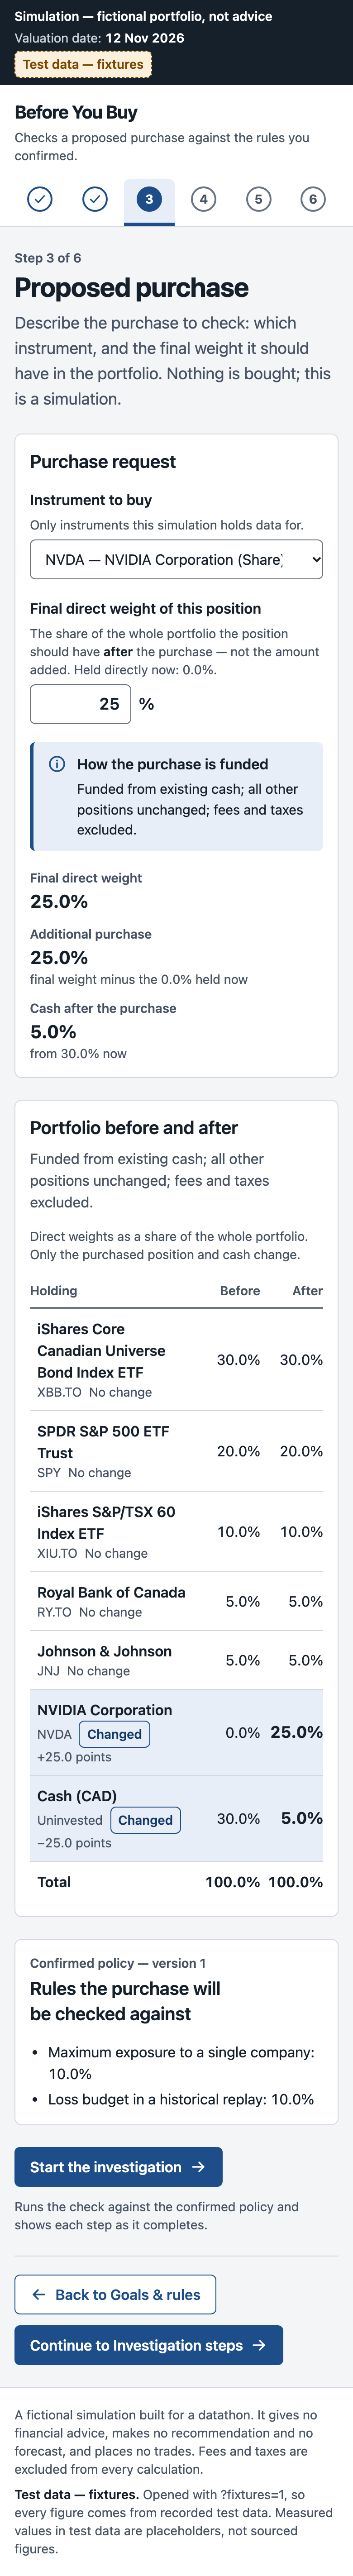 Simulation — fictional portfolio, not advice
Valuation date: 12 Nov 2026
Test data — fixtures
Before You Buy
Checks a proposed purchase against the rules you
confirmed.
3
4
5
6
Step 3 of 6
Proposed purchase
Describe the purchase to check: which
instrument, and the final weight it should
have in the portfolio. Nothing is bought; this
is a simulation.
Purchase request
Instrument to buy
Only instruments this simulation holds data for.
NVDA — NVIDIA Corporation (Share)
Final direct weight of this position
The share of the whole portfolio the position
should have after the purchase — not the amount
added. Held directly now: 0.0%.
25 %
How the purchase is funded
Funded from existing cash; all other
positions unchanged; fees and taxes
excluded.
Final direct weight
25.0%
Additional purchase
25.0%
final weight minus the 0.0% held now
Cash after the purchase
5.0%
from 30.0% now
Portfolio before and after
Funded from existing cash; all other
positions unchanged; fees and taxes
excluded.
Direct weights as a share of the whole portfolio.
Only the purchased position and cash change.
Holding Before After
iShares Core
Canadian Universe
Bond Index ETF
XBB.TO No change
30.0% 30.0%
SPDR S&P 500 ETF
Trust
SPY No change
20.0% 20.0%
iShares S&P/TSX 60
Index ETF
XIU.TO No change
10.0% 10.0%
Royal Bank of Canada
RY.TO No change
5.0% 5.0%
Johnson & Johnson
JNJ No change
5.0% 5.0%
NVIDIA Corporation
NVDA Changed
+25.0 points
0.0% 25.0%
Cash (CAD)
Uninvested Changed
−25.0 points
30.0% 5.0%
Total 100.0% 100.0%
Confirmed policy — version 1
Rules the purchase will
be checked against
• Maximum exposure to a single company:
10.0%
• Loss budget in a historical replay: 10.0%
Start the investigation →
Runs the check against the confirmed policy and
shows each step as it completes.
← Back to Goals & rules
Continue to Investigation steps →
A fictional simulation built for a datathon. It gives no
financial advice, makes no recommendation and no
forecast, and places no trades. Fees and taxes are
excluded from every calculation.
Test data — fixtures. Opened with ?fixtures=1, so
every figure comes from recorded test data. Measured
values in test data are placeholders, not sourced
figures.